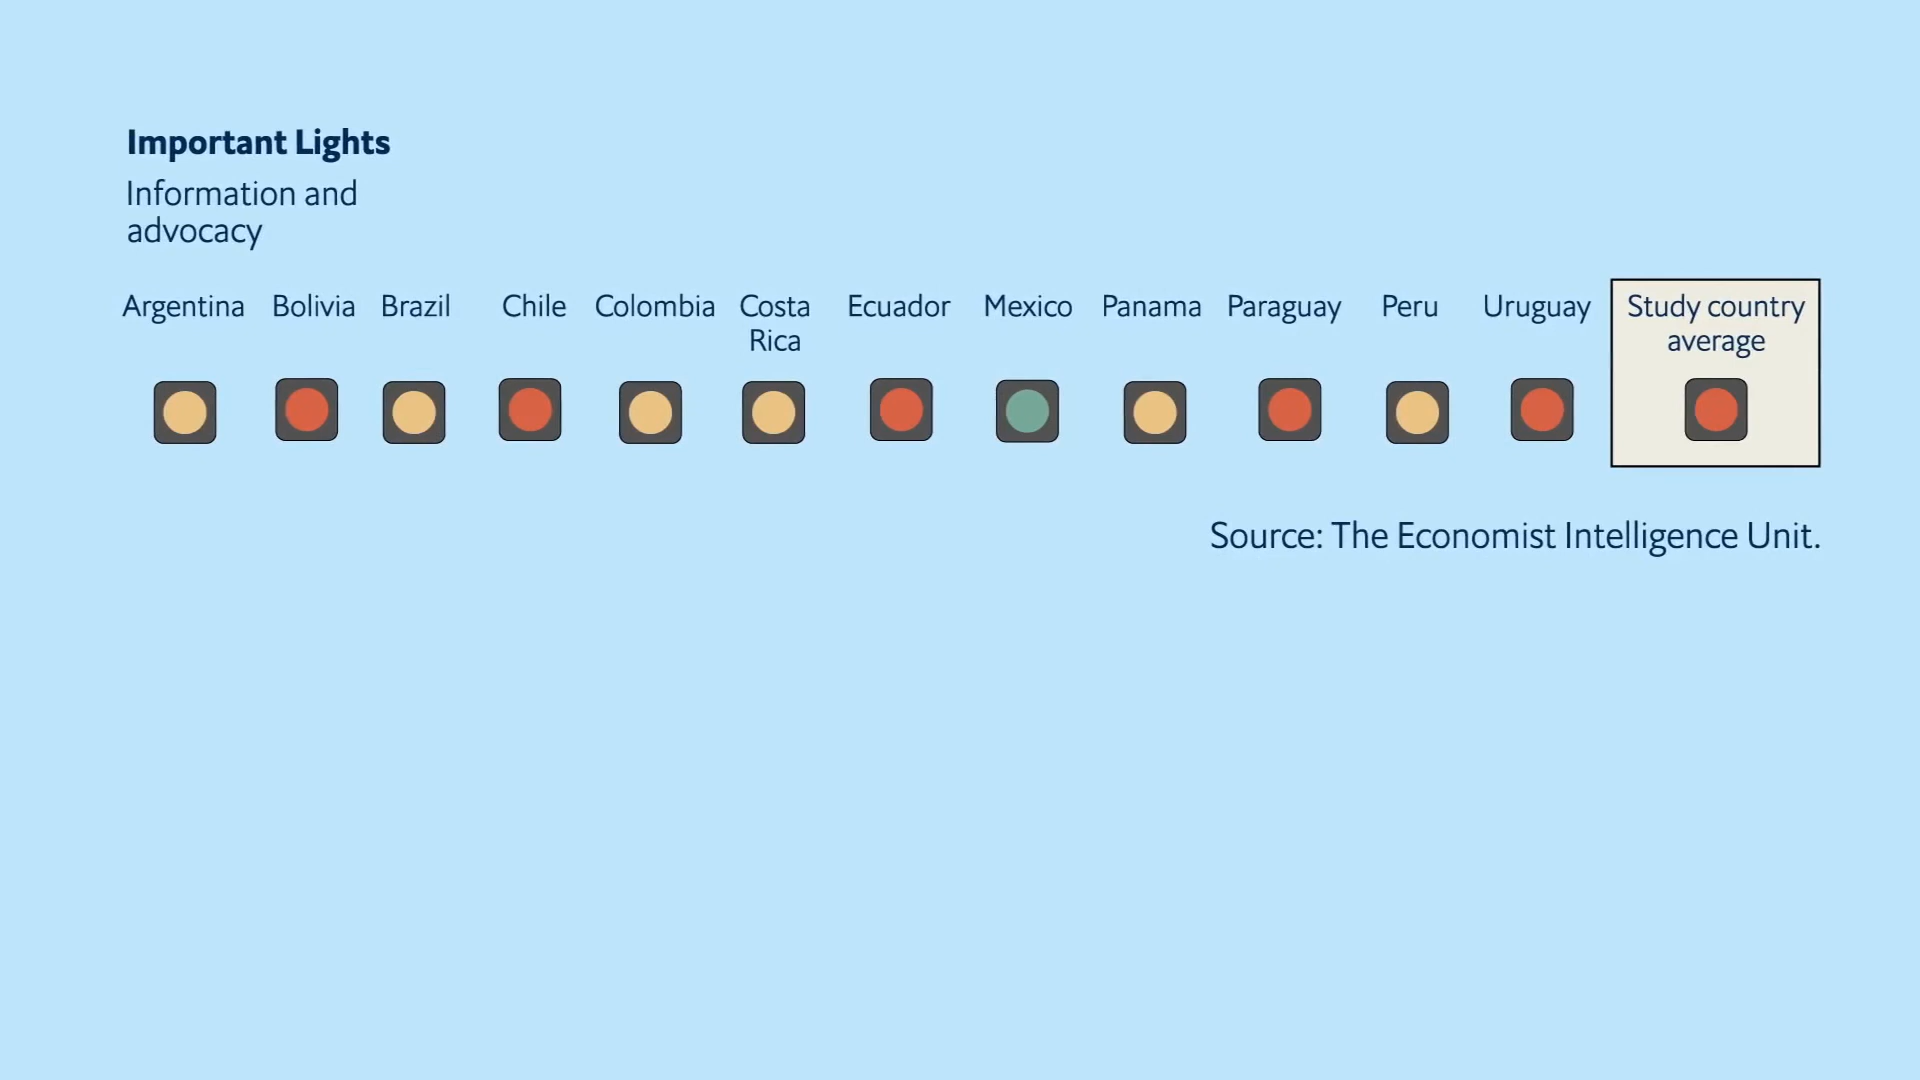 Important Lights
Information and
advocacy
Argentina Bolivia Brazil Chile Colombia Costa Rica Ecuador Mexico Panama Paraguay Peru Uruguay Study country average
Source: The Economist Intelligence Unit.